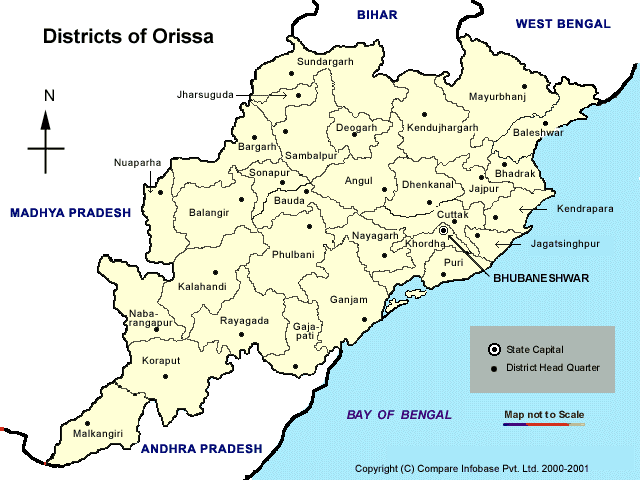 BIHAR
WEST BENGAL
Districts of Orissa
Sundargarh
Jharsuguda
Mayurbhanj
N
Deogarh
Kendujhargarh
Baleshwar
Bargarh
Sambalpur
Nuaparha
Sonapur
Bhadrak
Angul
Dhenkanal
Jajpur
Bauda
Kendrapara
MADHYA PRADESH
Balangir
Cuttak
Nayagarh
Khordha
Jagatsinghpur
Phulbani
Puri
BHUBANESHWAR
Kalahandi
Ganjam
Naba-
rangapur
Rayagada
Gaja-
pati
State Capital
Koraput
District Head Quarter
BAY OF BENGAL
Map not to Scale
Malkangiri
ANDHRA PRADESH
Copyright (C) Compare Infobase Pvt. Ltd. 2000-2001